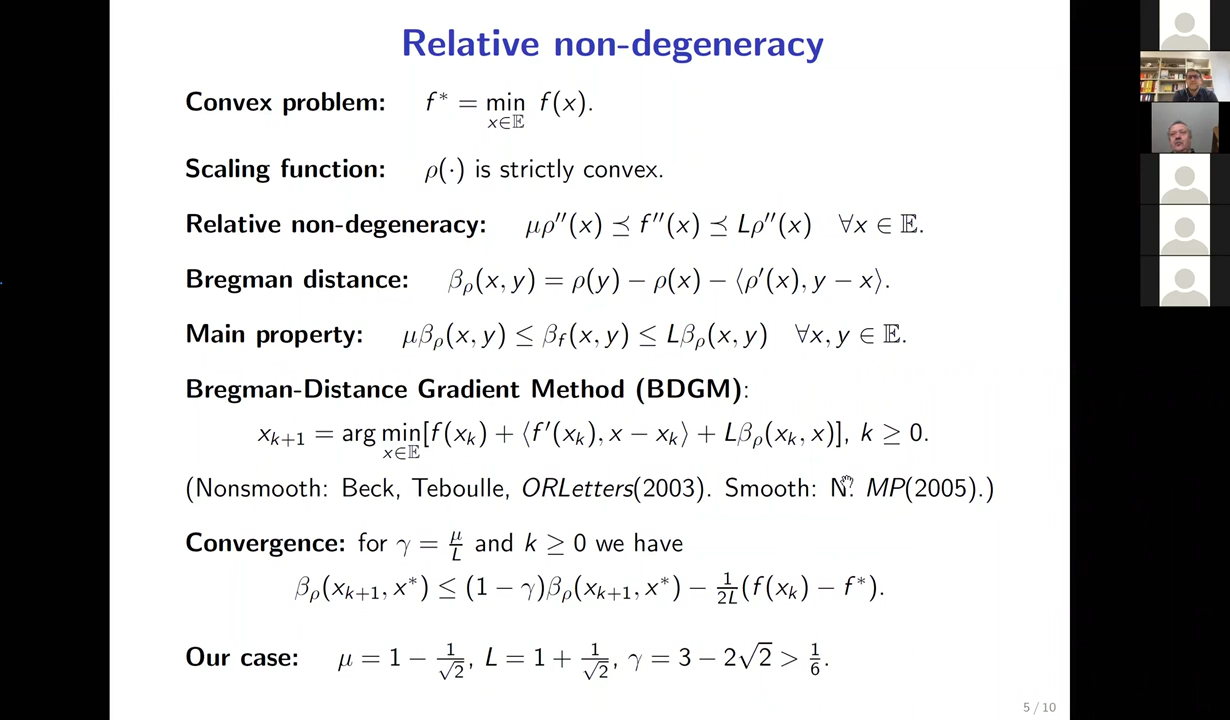 Relative non-degeneracy
Convex problem: f* = min_{x∈𝔼} f(x).
Scaling function: ρ(·) is strictly convex.
Relative non-degeneracy: μρ″(x) ⪯ f″(x) ⪯ Lρ″(x) ∀x ∈ 𝔼.
Bregman distance: β_ρ(x, y) = ρ(y) − ρ(x) − ⟨ρ′(x), y − x⟩.
Main property: μβ_ρ(x, y) ≤ β_f(x, y) ≤ Lβ_ρ(x, y) ∀x, y ∈ 𝔼.
Bregman-Distance Gradient Method (BDGM):
x_{k+1} = arg min_{x∈𝔼}[f(x_k) + ⟨f′(x_k), x − x_k⟩ + Lβ_ρ(x_k, x)], k ≥ 0.
(Nonsmooth: Beck, Teboulle, ORLetters(2003). Smooth: N. MP(2005).)
Convergence: for γ = μ/L and k ≥ 0 we have
β_ρ(x_{k+1}, x*) ≤ (1 − γ)β_ρ(x_{k+1}, x*) − 1/(2L)(f(x_k) − f*).
Our case: μ = 1 − 1/√2, L = 1 + 1/√2, γ = 3 − 2√2 > 1/6.
5 / 10